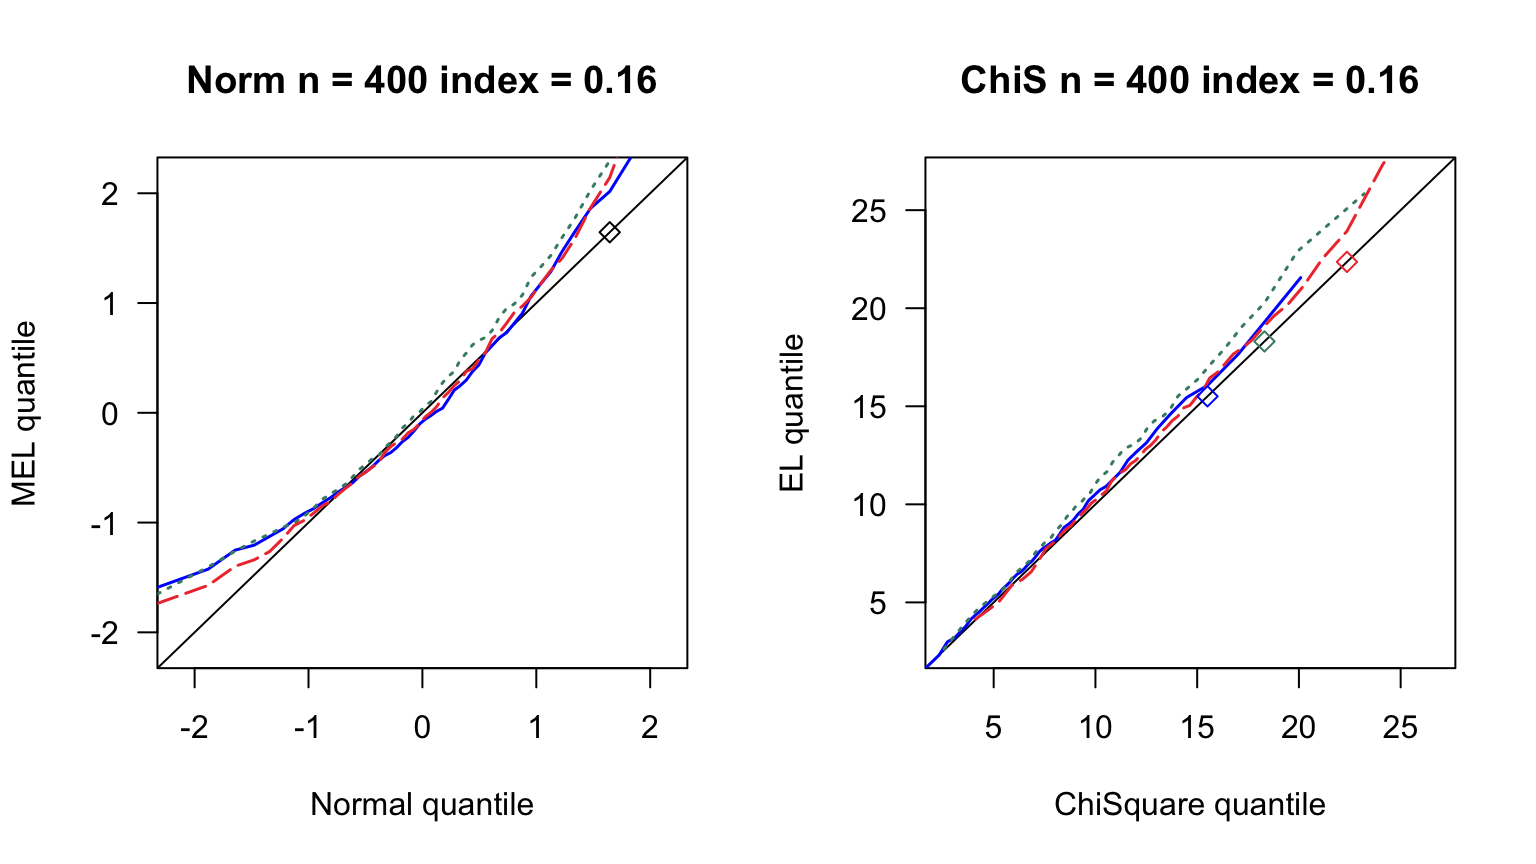 Norm n = 400 index = 0.16
MEL quantile
2
1
0
-1
-2
-2 -1 0 1 2
Normal quantile
ChiS n = 400 index = 0.16
EL quantile
25
20
15
10
5
5 10 15 20 25
ChiSquare quantile